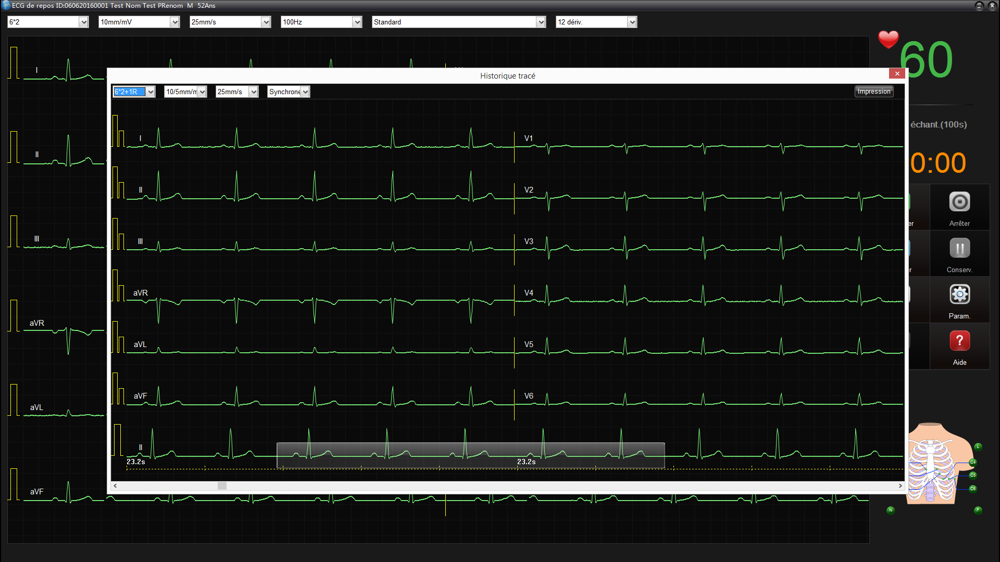 ECG de repos ID:060620160001 Test Nom Test PRenom M 52Ans
6*2
10mm/mV
25mm/s
100Hz
Standard
12 dériv.
60
échant.(100s)
0:00
er
Arrêter
r
Conserv.
Param.
?
Aide
L
C4
C5
C6
N
F
I
II
III
aVR
aVL
aVF
Historique tracé
6*2+1R
10/5mm/m
25mm/s
Synchrone
Impression
I
V1
II
V2
III
V3
aVR
V4
aVL
V5
aVF
V6
II
23.2s
23.2s